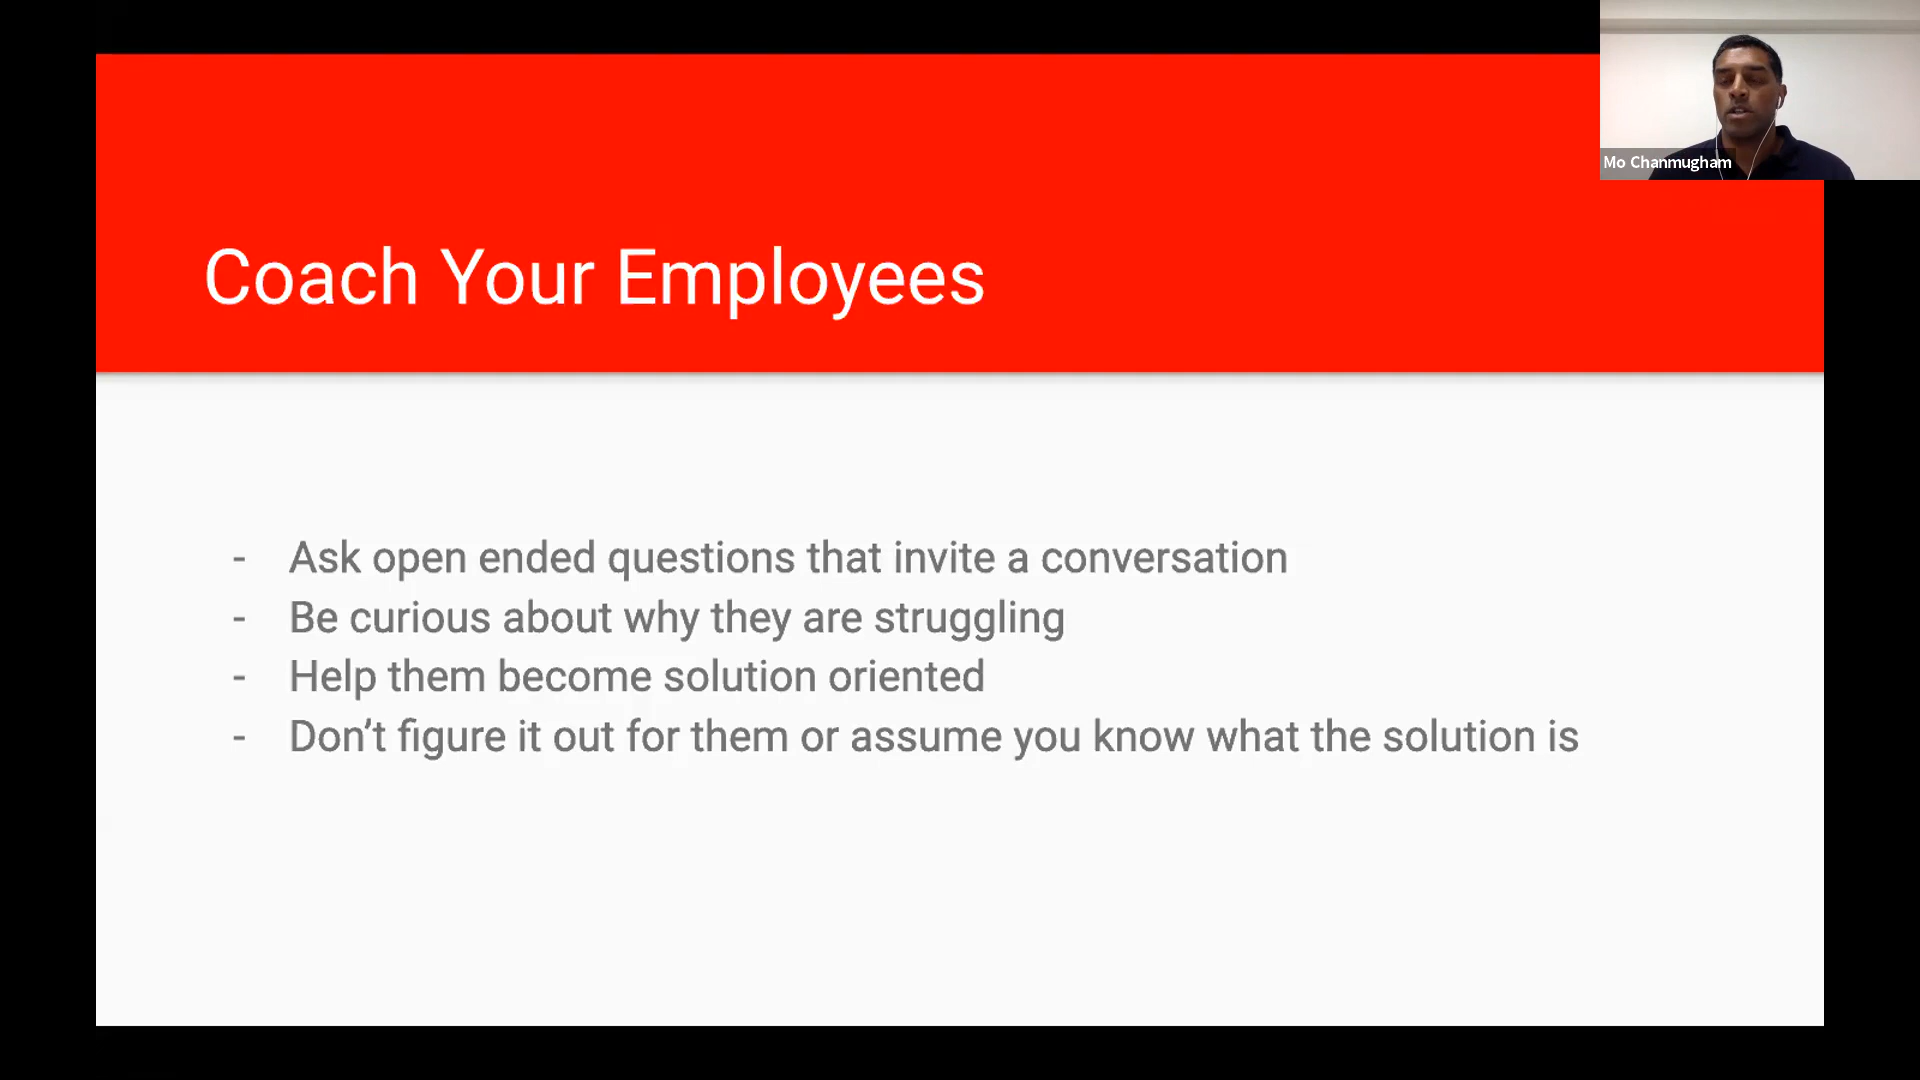 Mo Chanmugham
Coach Your Employees
- Ask open ended questions that invite a conversation
- Be curious about why they are struggling
- Help them become solution oriented
- Don’t figure it out for them or assume you know what the solution is